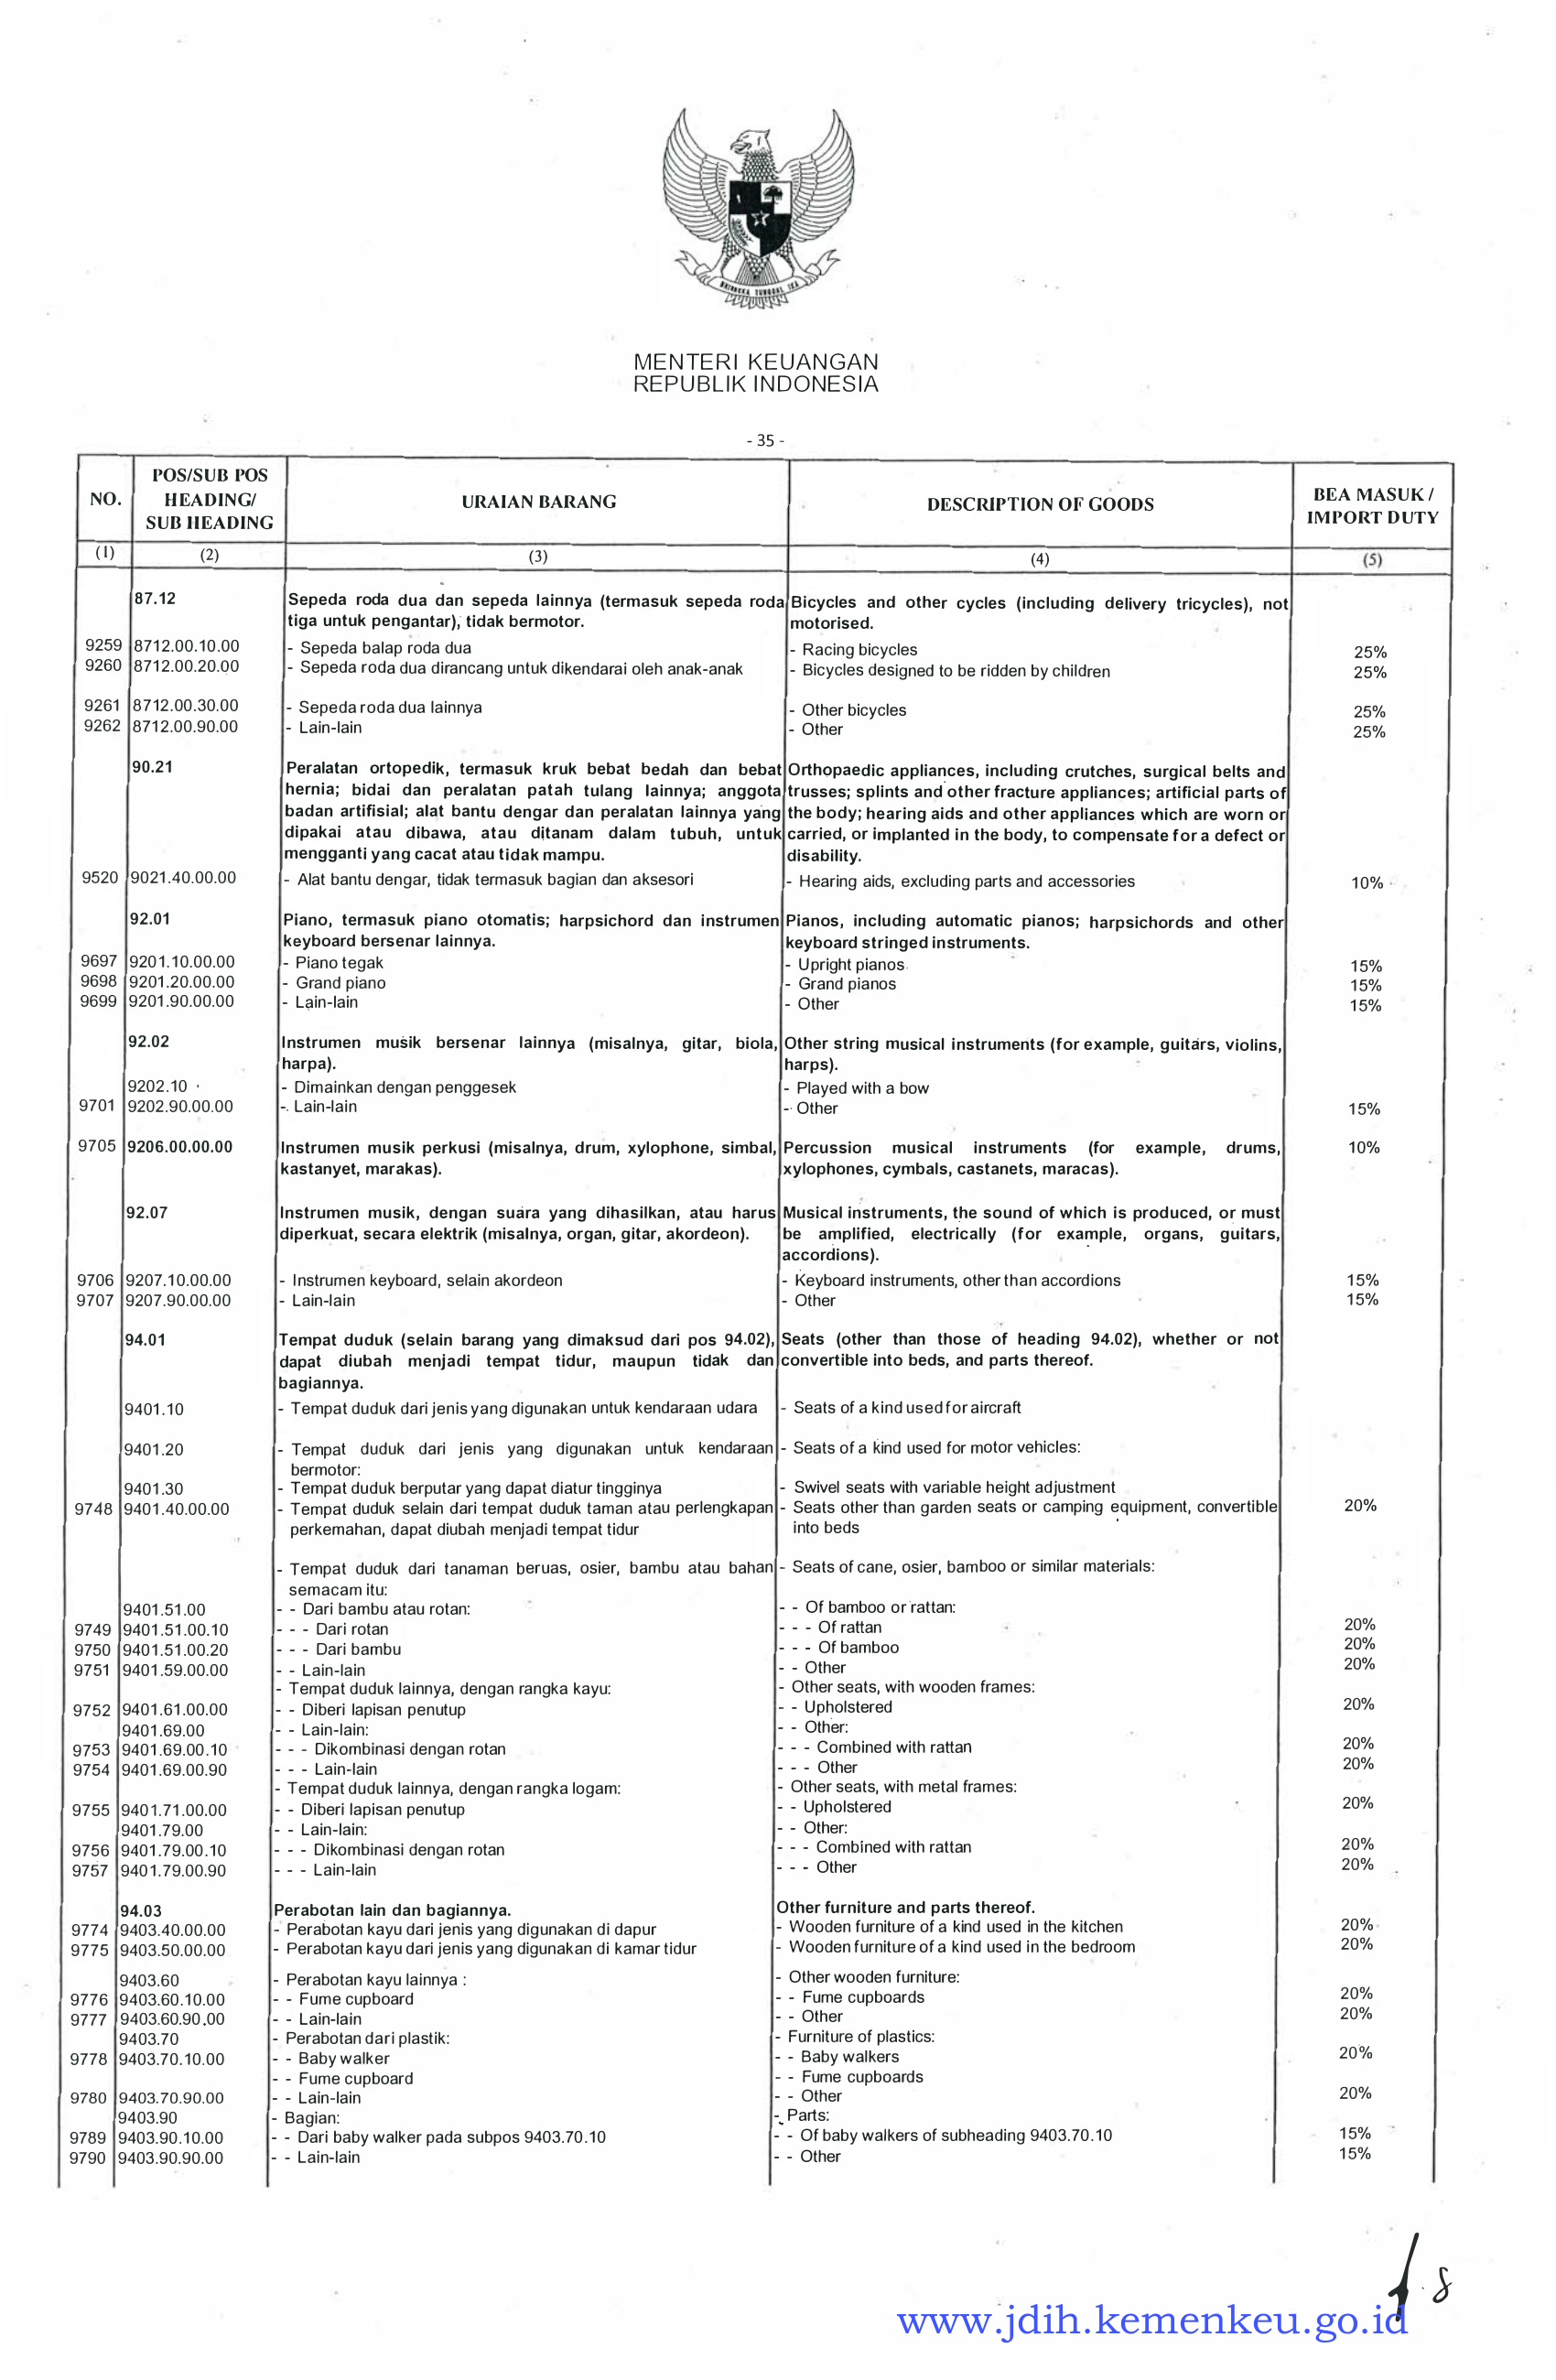 BHINNEKA TUNGGAL IKA
MENTERI KEUANGAN
REPUBLIK INDONESIA
- 35 -
NO. POS/SUB POS HEADING/ SUB HEADING URAIAN BARANG DESCRIPTION OF GOODS BEA MASUK / IMPORT DUTY
(1) (2) (3) (4) (5)
87.12 Sepeda roda dua dan sepeda lainnya (termasuk sepeda roda Bicycles and other cycles (including delivery tricycles), not
tiga untuk pengantar), tidak bermotor. motorised.
9259 8712.00.10.00 - Sepeda balap roda dua - Racing bicycles 25%
9260 8712.00.20.00 - Sepeda roda dua dirancang untuk dikendarai oleh anak-anak - Bicycles designed to be ridden by children 25%
9261 8712.00.30.00 - Sepeda roda dua lainnya - Other bicycles 25%
9262 8712.00.90.00 - Lain-lain - Other 25%
90.21 Peralatan ortopedik, termasuk kruk bebat bedah dan bebat Orthopaedic appliances, including crutches, surgical belts and
hernia; bidai dan peralatan patah tulang lainnya; anggota trusses; splints and other fracture appliances; artificial parts of
badan artifisial; alat bantu dengar dan peralatan lainnya yang the body; hearing aids and other appliances which are worn or
dipakai atau dibawa, atau ditanam dalam tubuh, untuk carried, or implanted in the body, to compensate for a defect or
mengganti yang cacat atau tidak mampu. disability.
9520 9021.40.00.00 - Alat bantu dengar, tidak termasuk bagian dan aksesori - Hearing aids, excluding parts and accessories 10%
92.01 Piano, termasuk piano otomatis; harpsichord dan instrumen Pianos, including automatic pianos; harpsichords and other
keyboard bersenar lainnya. keyboard stringed instruments.
9697 9201.10.00.00 - Piano tegak - Upright pianos 15%
9698 9201.20.00.00 - Grand piano - Grand pianos 15%
9699 9201.90.00.00 - Lain-lain - Other 15%
92.02 Instrumen musik bersenar lainnya (misalnya, gitar, biola, Other string musical instruments (for example, guitars, violins,
harpa). harps).
9202.10 - Dimainkan dengan penggesek - Played with a bow
9701 9202.90.00.00 - Lain-lain - Other 15%
9705 9206.00.00.00 Instrumen musik perkusi (misalnya, drum, xylophone, simbal, Percussion musical instruments (for example, drums, 10%
kastanyet, marakas). xylophones, cymbals, castanets, maracas).
92.07 Instrumen musik, dengan suara yang dihasilkan, atau harus Musical instruments, the sound of which is produced, or must
diperkuat, secara elektrik (misalnya, organ, gitar, akordeon). be amplified, electrically (for example, organs, guitars,
accordions).
9706 9207.10.00.00 - Instrumen keyboard, selain akordeon - Keyboard instruments, other than accordions 15%
9707 9207.90.00.00 - Lain-lain - Other 15%
94.01 Tempat duduk (selain barang yang dimaksud dari pos 94.02), Seats (other than those of heading 94.02), whether or not
dapat diubah menjadi tempat tidur, maupun tidak dan convertible into beds, and parts thereof.
bagiannya.
9401.10 - Tempat duduk dari jenis yang digunakan untuk kendaraan udara - Seats of a kind used for aircraft
9401.20 - Tempat duduk dari jenis yang digunakan untuk kendaraan - Seats of a kind used for motor vehicles:
bermotor:
9401.30 - Tempat duduk berputar yang dapat diatur tingginya - Swivel seats with variable height adjustment
9748 9401.40.00.00 - Tempat duduk selain dari tempat duduk taman atau perlengkapan - Seats other than garden seats or camping equipment, convertible 20%
perkemahan, dapat diubah menjadi tempat tidur into beds
- Tempat duduk dari tanaman beruas, osier, bambu atau bahan - Seats of cane, osier, bamboo or similar materials:
semacam itu:
9401.51.00 - - Dari bambu atau rotan: - - Of bamboo or rattan:
9749 9401.51.00.10 - - - Dari rotan - - - Of rattan 20%
9750 9401.51.00.20 - - - Dari bambu - - - Of bamboo 20%
9751 9401.59.00.00 - - Lain-lain - - Other 20%
- Tempat duduk lainnya, dengan rangka kayu: - Other seats, with wooden frames:
9752 9401.61.00.00 - - Diberi lapisan penutup - - Upholstered 20%
9401.69.00 - - Lain-lain: - - Other:
9753 9401.69.00.10 - - - Dikombinasi dengan rotan - - - Combined with rattan 20%
9754 9401.69.00.90 - - - Lain-lain - - - Other 20%
- Tempat duduk lainnya, dengan rangka logam: - Other seats, with metal frames:
9755 9401.71.00.00 - - Diberi lapisan penutup - - Upholstered 20%
9401.79.00 - - Lain-lain: - - Other:
9756 9401.79.00.10 - - - Dikombinasi dengan rotan - - - Combined with rattan 20%
9757 9401.79.00.90 - - - Lain-lain - - - Other 20%
94.03 Perabotan lain dan bagiannya. Other furniture and parts thereof.
9774 9403.40.00.00 - Perabotan kayu dari jenis yang digunakan di dapur - Wooden furniture of a kind used in the kitchen 20%
9775 9403.50.00.00 - Perabotan kayu dari jenis yang digunakan di kamar tidur - Wooden furniture of a kind used in the bedroom 20%
9403.60 - Perabotan kayu lainnya : - Other wooden furniture:
9776 9403.60.10.00 - - Fume cupboard - - Fume cupboards 20%
9777 9403.60.90.00 - - Lain-lain - - Other 20%
9403.70 - Perabotan dari plastik: - Furniture of plastics:
9778 9403.70.10.00 - - Baby walker - - Baby walkers 20%
- - Fume cupboard - - Fume cupboards
9780 9403.70.90.00 - - Lain-lain - - Other 20%
9403.90 - Bagian: - Parts:
9789 9403.90.10.00 - - Dari baby walker pada subpos 9403.70.10 - - Of baby walkers of subheading 9403.70.10 15%
9790 9403.90.90.00 - - Lain-lain - - Other 15%
www.jdih.kemenkeu.go.id